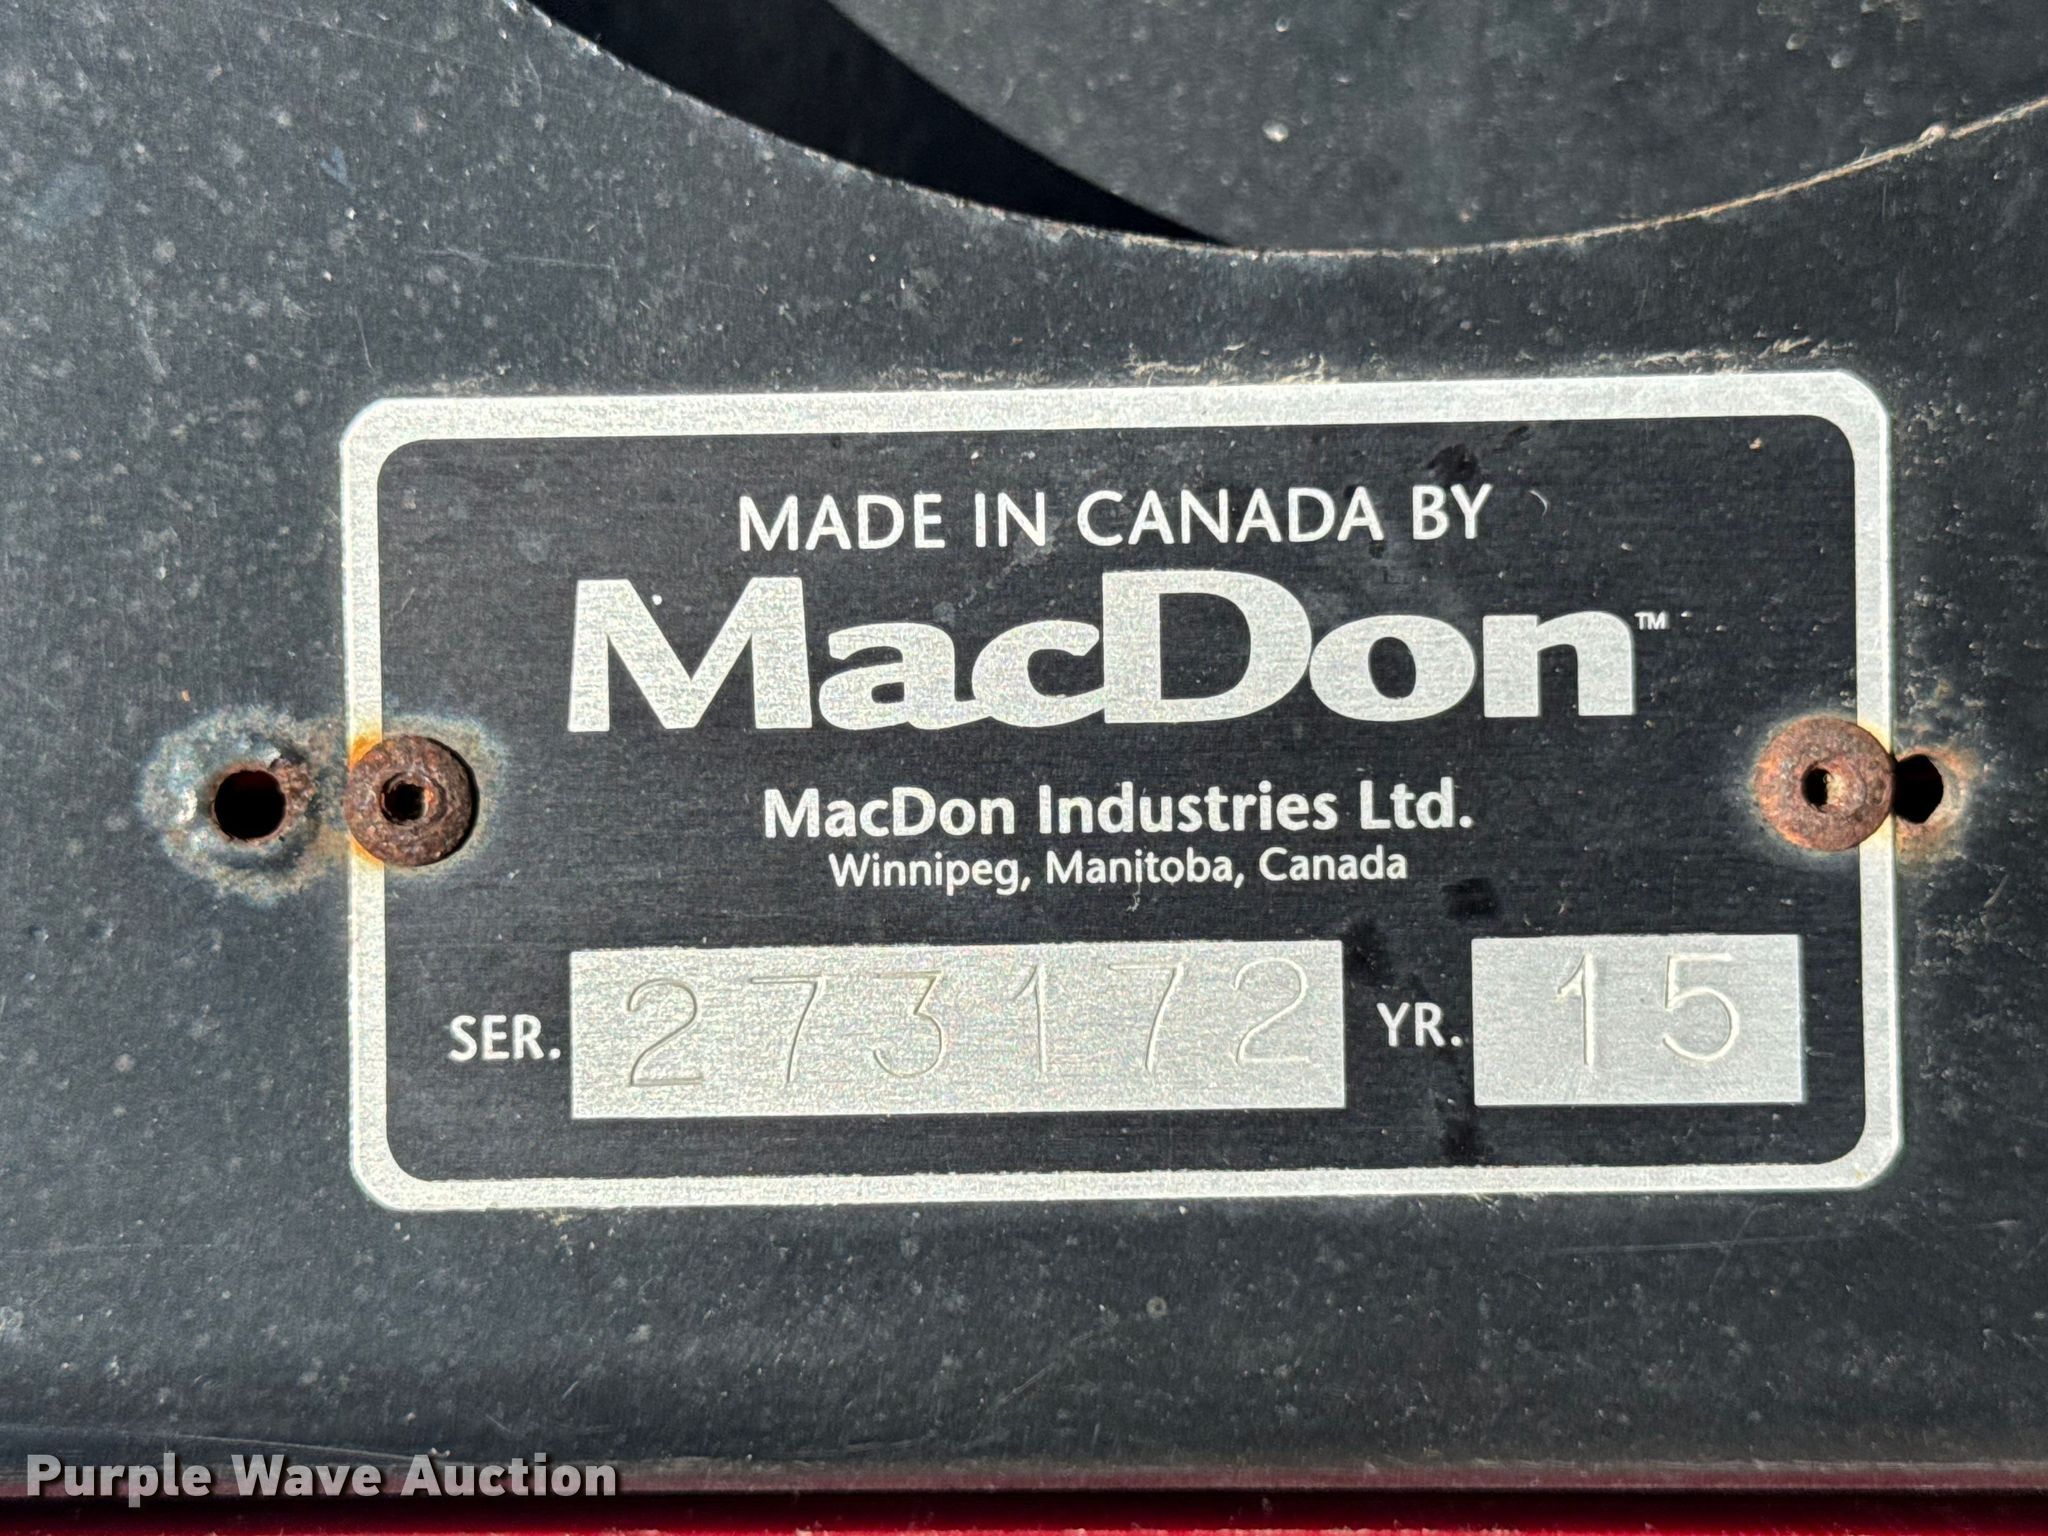 MADE IN CANADA BY
MacDon™
MacDon Industries Ltd.
Winnipeg, Manitoba, Canada
SER. 273172 YR. 15
Purple Wave Auction